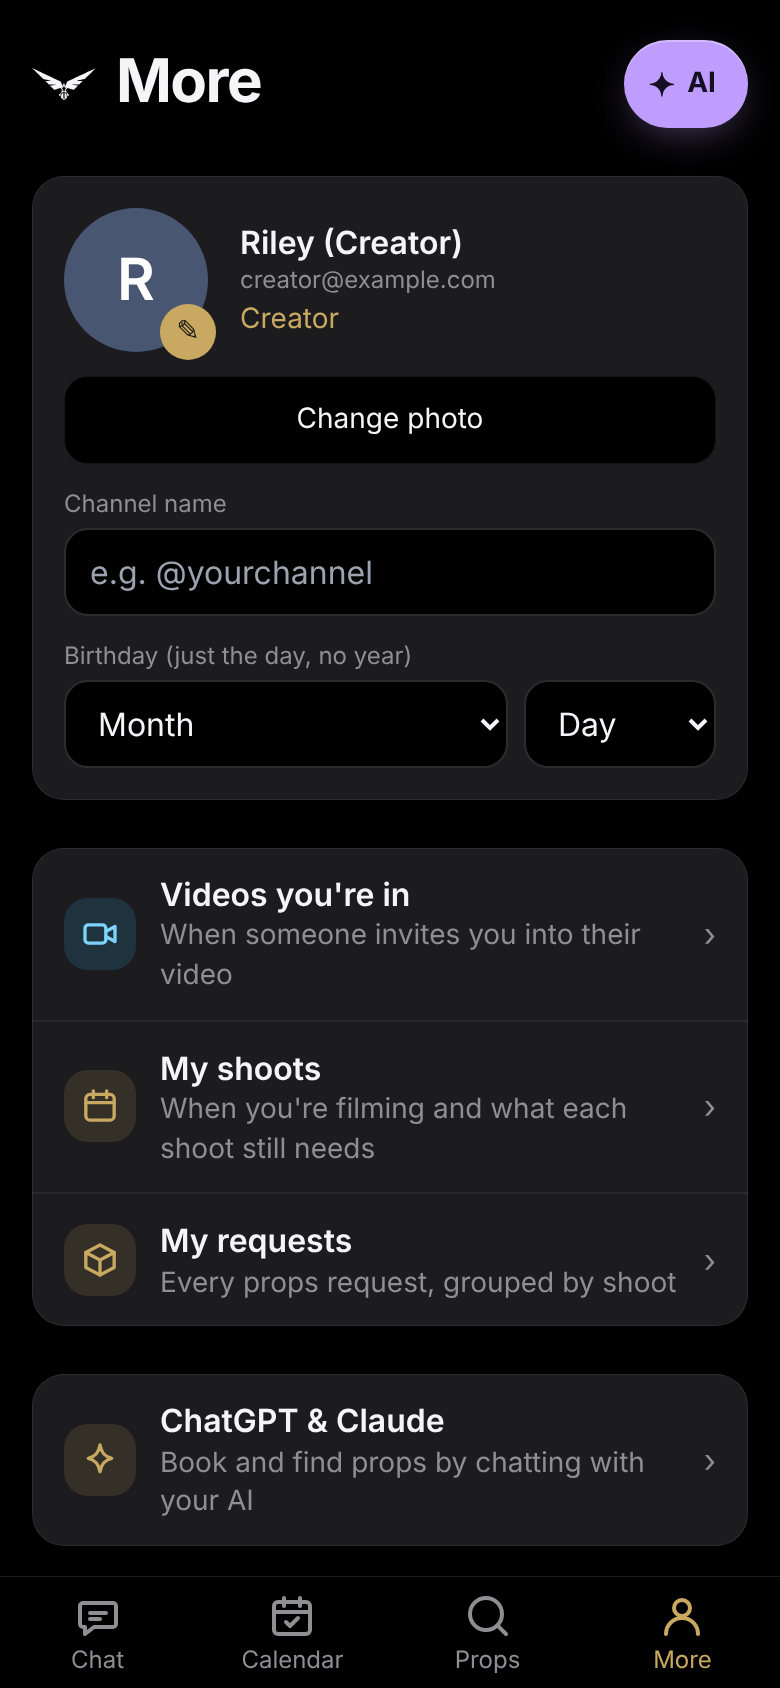 More
AI
R
Riley (Creator)
creator@example.com
Creator
Change photo
Channel name
e.g. @yourchannel
Birthday (just the day, no year)
Month
Day
Videos you're in
When someone invites you into their
video
My shoots
When you're filming and what each
shoot still needs
My requests
Every props request, grouped by shoot
ChatGPT & Claude
Book and find props by chatting with
your AI
Chat
Calendar
Props
More